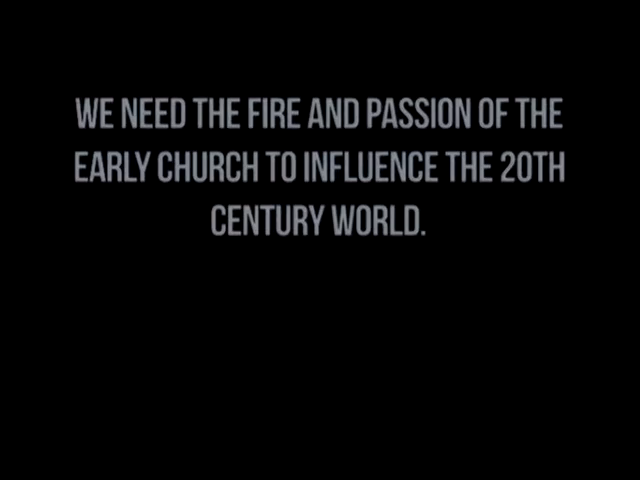 WE NEED THE FIRE AND PASSION OF THE
EARLY CHURCH TO INFLUENCE THE 20TH
CENTURY WORLD.